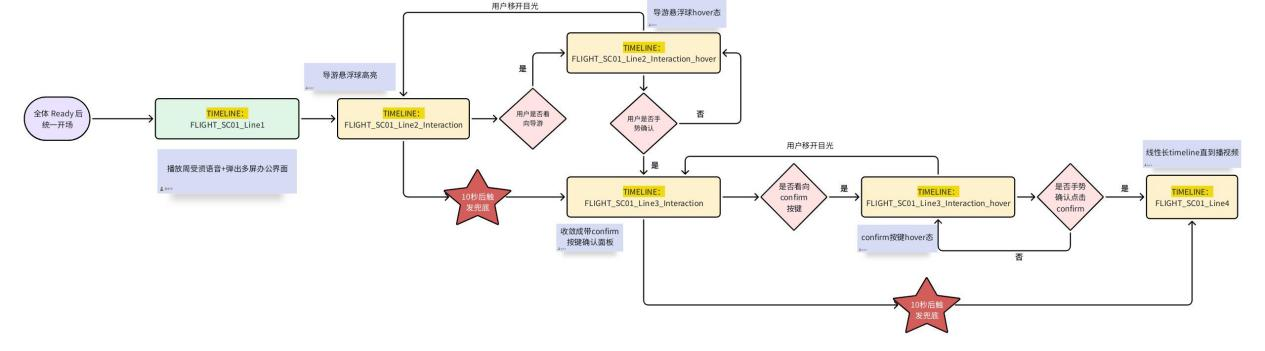 用户移开目光
导游悬浮球hover态
TIMELINE：
FLIGHT_SC01_Line2_Interaction_hover
是
导游悬浮球高亮
全体 Ready 后
统一开场
TIMELINE：
FLIGHT_SC01_Line1
TIMELINE：
FLIGHT_SC01_Line2_Interaction
用户是否看
向导游
用户是否手
势确认
否
播放周受资语音+弹出多屏办公界面
是
用户移开目光
线性长timeline直到播视频
10秒后触
发兜底
TIMELINE：
FLIGHT_SC01_Line3_Interaction
是否看向
confirm
按键
是
TIMELINE：
FLIGHT_SC01_Line3_Interaction_hover
是否手势
确认点击
confirm
是
TIMELINE：
FLIGHT_SC01_Line4
收敛成带confirm
按键确认面板
confirm按键hover态
否
10秒后触
发兜底